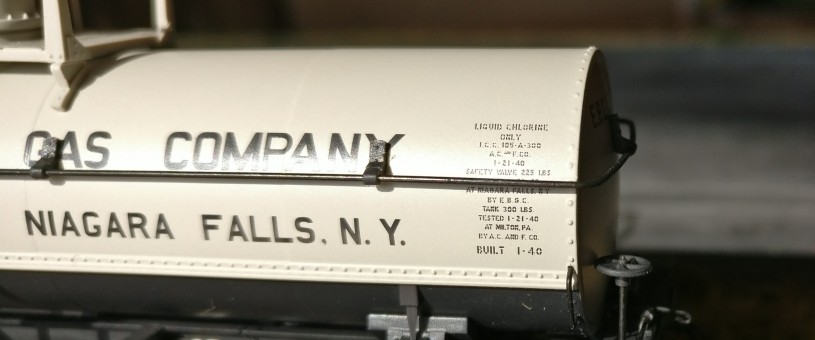 GAS COMPANY
NIAGARA FALLS, N.Y.
LIQUID CHLORINE
ONLY
I.C.C. 105-A-300
A.C. AND F. CO.
1-21-40
SAFETY VALVE 225 LBS
AT NIAGARA FALLS, NY
BY E.B.G.C.
TANK 300 LBS.
TESTED 1-21-40
AT MILTON, PA.
BY A.C. AND F. CO.
BUILT 1-40